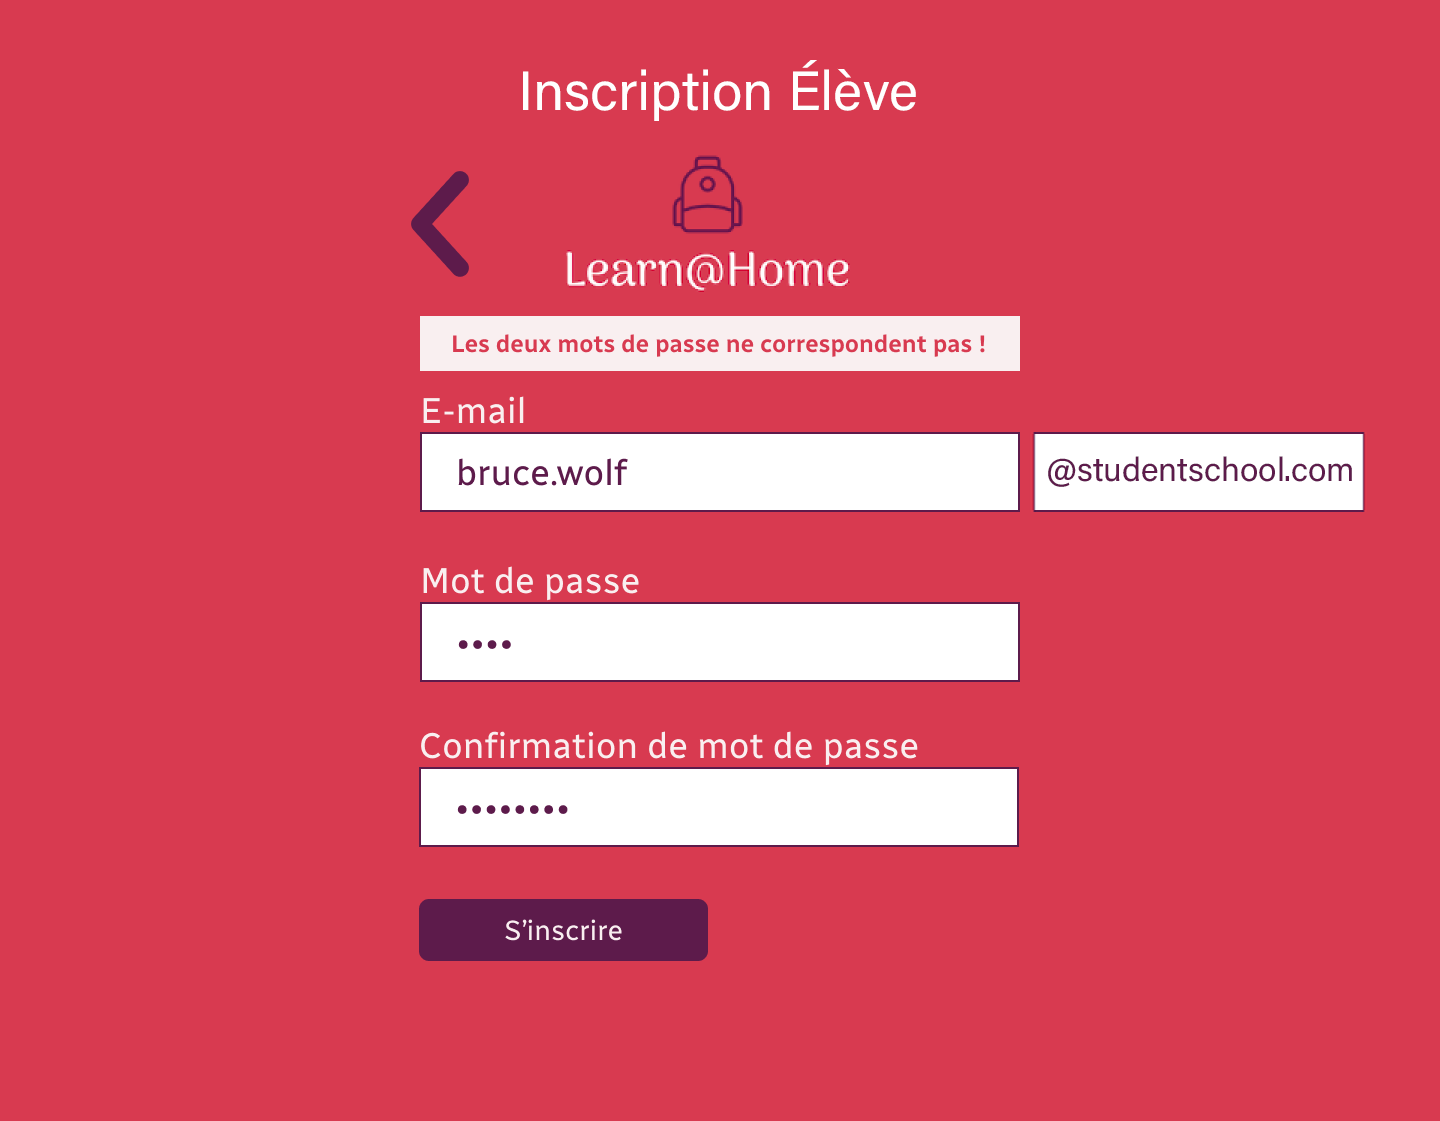 Inscription Élève
Learn@Home
Les deux mots de passe ne correspondent pas !
E-mail
bruce.wolf
@studentschool.com
Mot de passe
••••
Confirmation de mot de passe
••••••••
S’inscrire